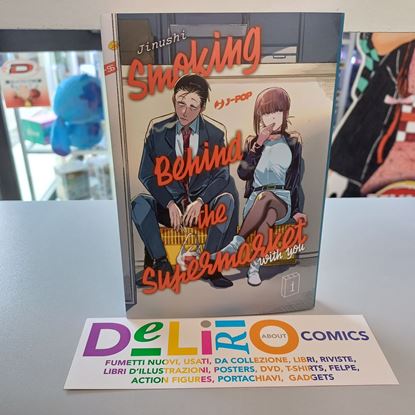 Jinushi
Smoking
J-POP
Behind
the
Supermarket
with you
1
DELIRIO ABOUT COMICS
FUMETTI NUOVI, USATI, DA COLLEZIONE, LIBRI, RIVISTE,
LIBRI D'ILLUSTRAZIONI, POSTERS, DVD, T-SHIRTS, FELPE,
ACTION FIGURES, PORTACHIAVI, GADGETS